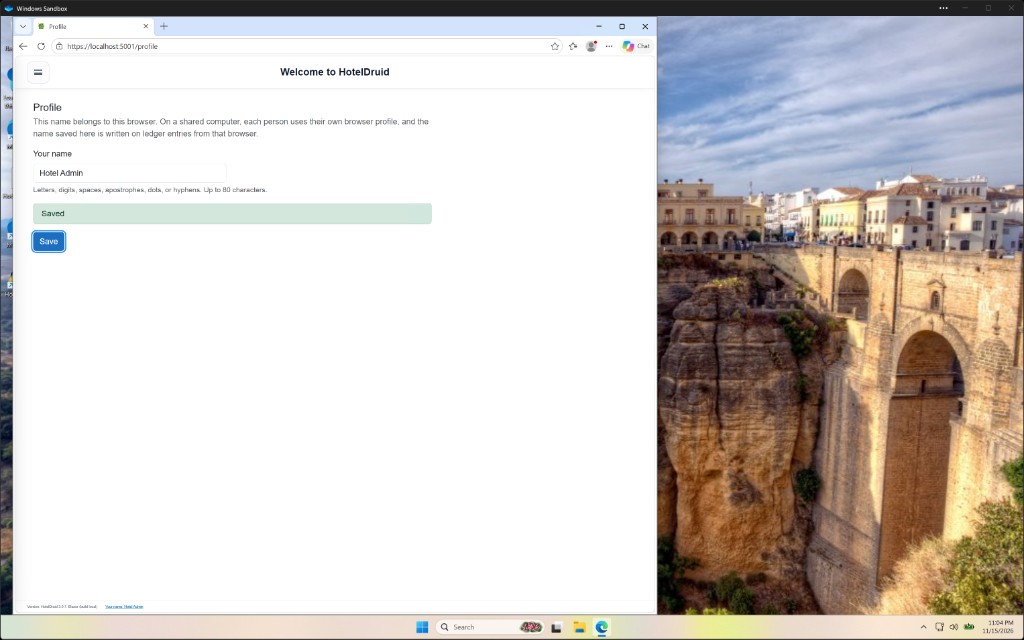 Windows Sandbox
Profile
https://localhost:5001/profile
Chat
Welcome to HotelDruid
Profile
This name belongs to this browser. On a shared computer, each person uses their own browser profile, and the
name saved here is written on ledger entries from that browser.
Your name
Hotel Admin
Letters, digits, spaces, apostrophes, dots, or hyphens. Up to 80 characters.
Saved
Save
Search
11:04 PM
11/15/2026